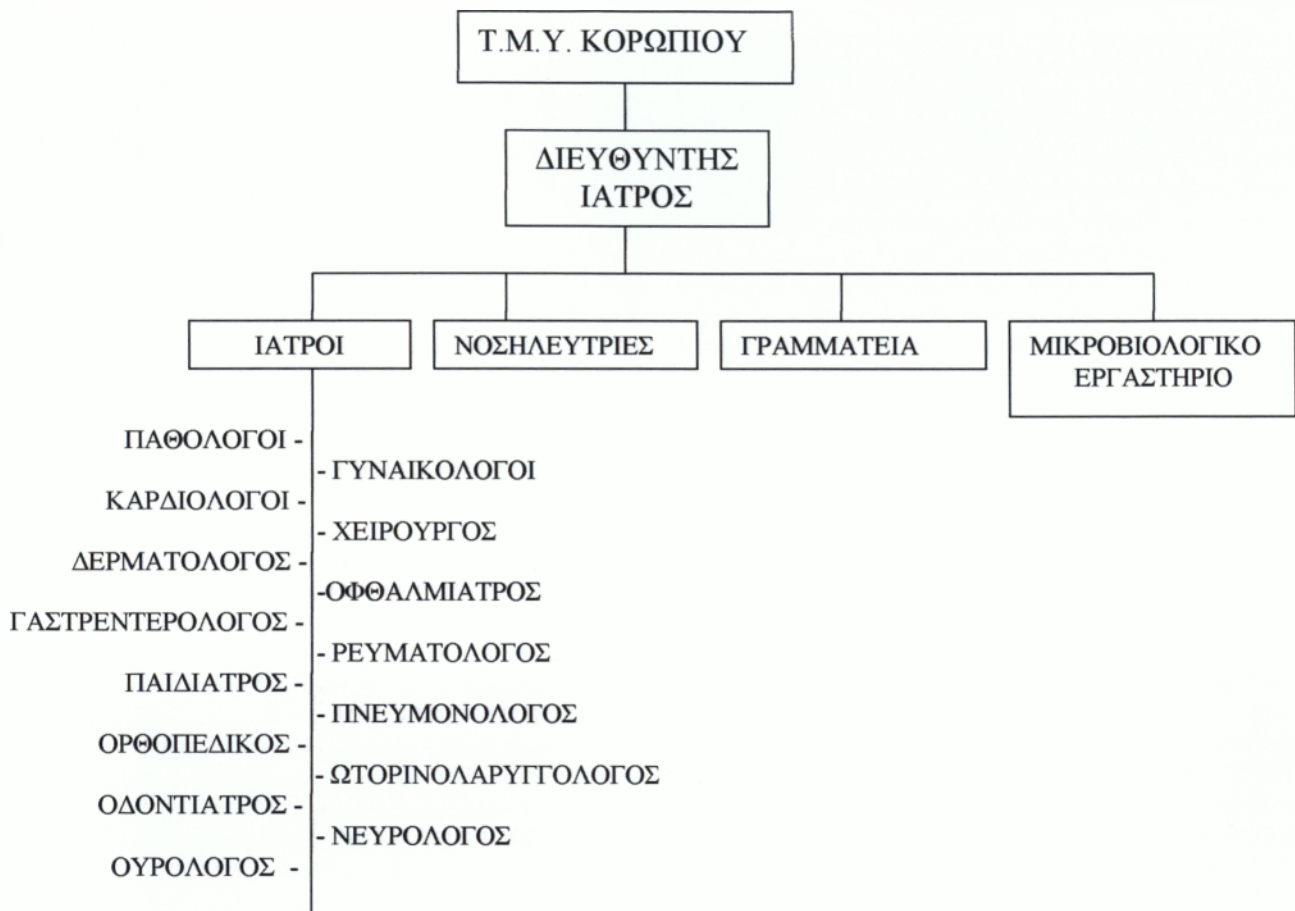 Τ.Μ.Υ. ΚΟΡΩΠΙΟΥ
ΔΙΕΥΘΥΝΤΗΣ
ΙΑΤΡΟΣ
ΙΑΤΡΟΙ
ΝΟΣΗΛΕΥΤΡΙΕΣ
ΓΡΑΜΜΑΤΕΙΑ
ΜΙΚΡΟΒΙΟΛΟΓΙΚΟ
ΕΡΓΑΣΤΗΡΙΟ
ΠΑΘΟΛΟΓΟΙ -
- ΓΥΝΑΙΚΟΛΟΓΟΙ
ΚΑΡΔΙΟΛΟΓΟΙ -
- ΧΕΙΡΟΥΡΓΟΣ
ΔΕΡΜΑΤΟΛΟΓΟΣ -
-ΟΦΘΑΛΜΙΑΤΡΟΣ
ΓΑΣΤΡΕΝΤΕΡΟΛΟΓΟΣ -
- ΡΕΥΜΑΤΟΛΟΓΟΣ
ΠΑΙΔΙΑΤΡΟΣ -
- ΠΝΕΥΜΟΝΟΛΟΓΟΣ
ΟΡΘΟΠΕΔΙΚΟΣ -
- ΩΤΟΡΙΝΟΛΑΡΥΓΓΟΛΟΓΟΣ
ΟΔΟΝΤΙΑΤΡΟΣ -
- ΝΕΥΡΟΛΟΓΟΣ
ΟΥΡΟΛΟΓΟΣ -